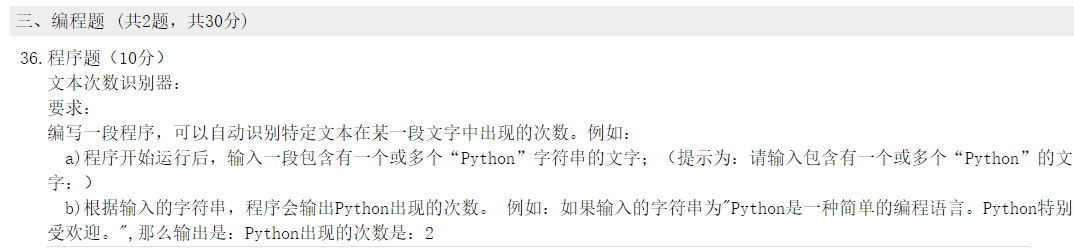 三、编程题 (共2题，共30分)
36.程序题（10分）
文本次数识别器：
要求：
编写一段程序，可以自动识别特定文本在某一段文字中出现的次数。例如：
a)程序开始运行后，输入一段包含有一个或多个“Python”字符串的文字；（提示为：请输入包含有一个或多个“Python”的文
字：）
b)根据输入的字符串，程序会输出Python出现的次数。 例如：如果输入的字符串为"Python是一种简单的编程语言。Python特别
受欢迎。",那么输出是：Python出现的次数是：2